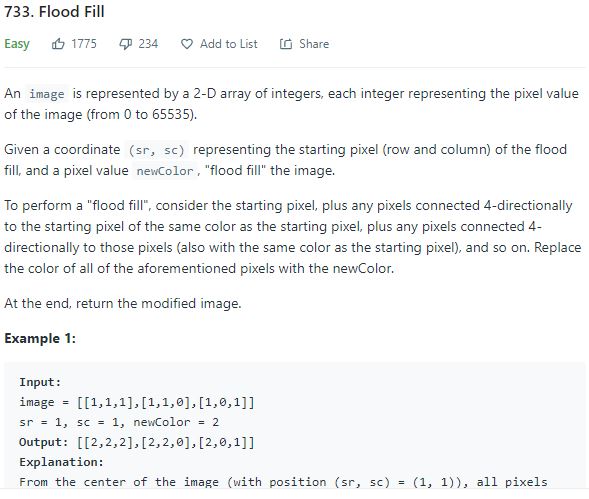 733. Flood Fill
Easy 1775 234 Add to List Share
An image is represented by a 2-D array of integers, each integer representing the pixel value
of the image (from 0 to 65535).
Given a coordinate (sr, sc) representing the starting pixel (row and column) of the flood
fill, and a pixel value newColor, "flood fill" the image.
To perform a "flood fill", consider the starting pixel, plus any pixels connected 4-directionally
to the starting pixel of the same color as the starting pixel, plus any pixels connected 4-
directionally to those pixels (also with the same color as the starting pixel), and so on. Replace
the color of all of the aforementioned pixels with the newColor.
At the end, return the modified image.
Example 1:
Input:
image = [[1,1,1],[1,1,0],[1,0,1]]
sr = 1, sc = 1, newColor = 2
Output: [[2,2,2],[2,2,0],[2,0,1]]
Explanation:
From the center of the image (with position (sr, sc) = (1, 1)), all pixels